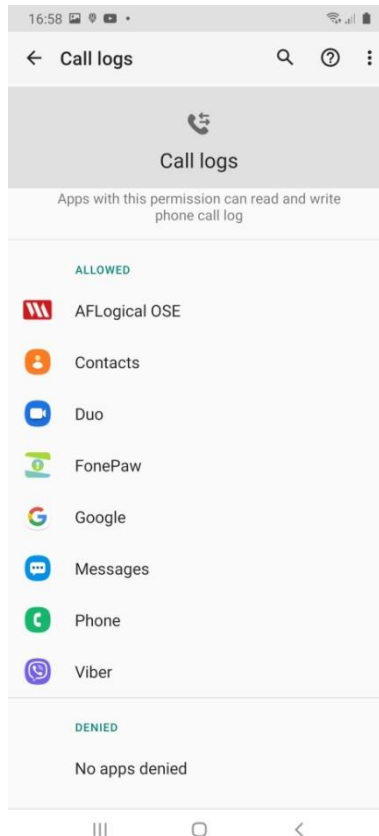 16:58
Call logs
Call logs
Apps with this permission can read and write
phone call log
ALLOWED
AFLogical OSE
Contacts
Duo
FonePaw
Google
Messages
Phone
Viber
DENIED
No apps denied